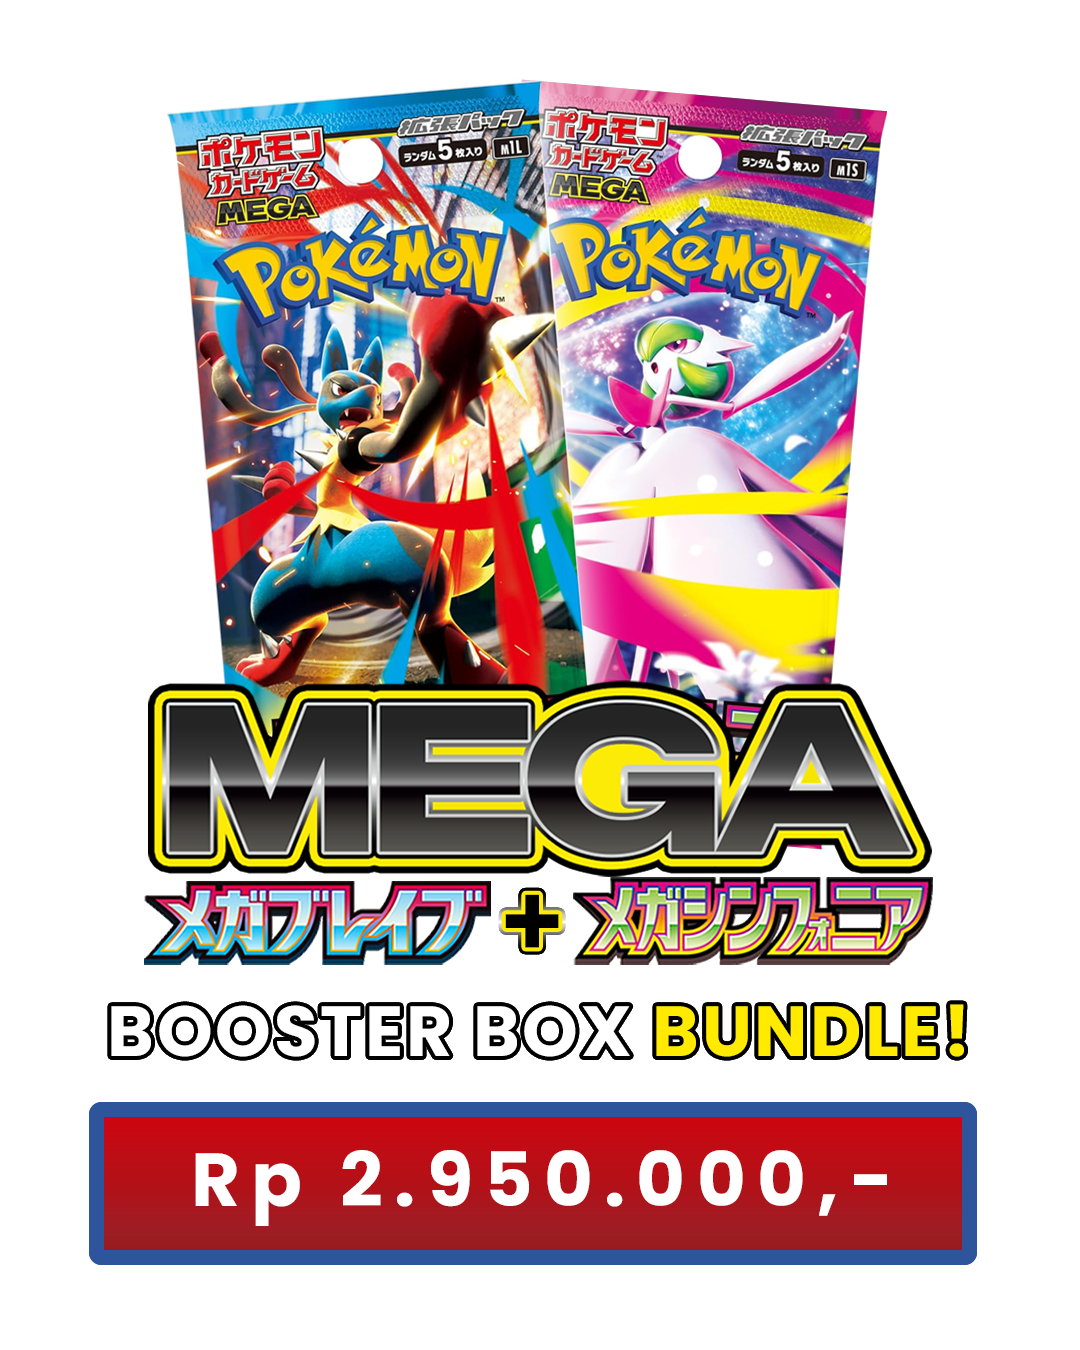 拡張パック
ポケモン
カードゲーム
MEGA
ランダム5枚入り M1L
POKéMON
TM
拡張パック
ポケモン
カードゲーム
MEGA
ランダム5枚入り M1S
POKéMON
TM
MEGA
メガブレイブ + メガシンフォニア
BOOSTER BOX BUNDLE!
Rp 2.950.000,-